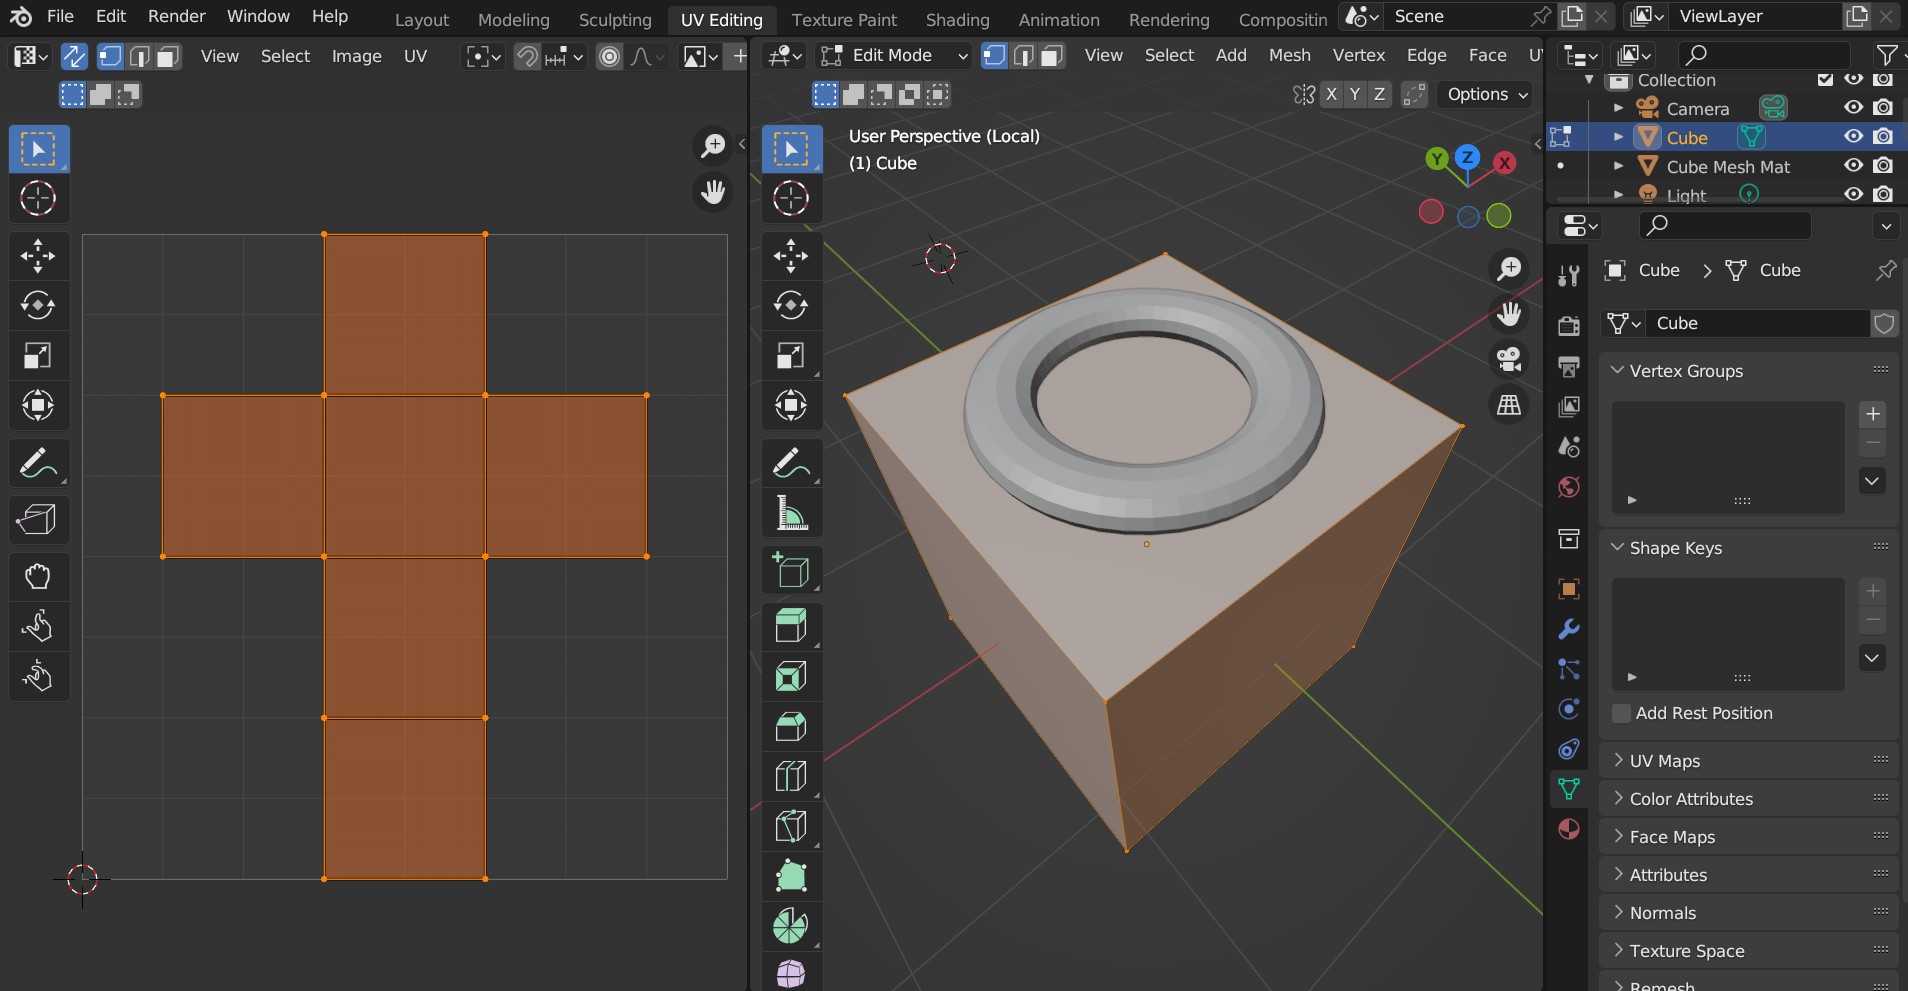 File Edit Render Window Help
Layout Modeling Sculpting UV Editing Texture Paint Shading Animation Rendering Compositin
Scene
ViewLayer
View Select Image UV
Edit Mode
View Select Add Mesh Vertex Edge Face U
X Y Z
Options
User Perspective (Local)
(1) Cube
Y Z X
Collection
Camera
Cube
Cube Mesh Mat
Light
Cube > Cube
Cube
Vertex Groups
Shape Keys
Add Rest Position
UV Maps
Color Attributes
Face Maps
Attributes
Normals
Texture Space
Remesh